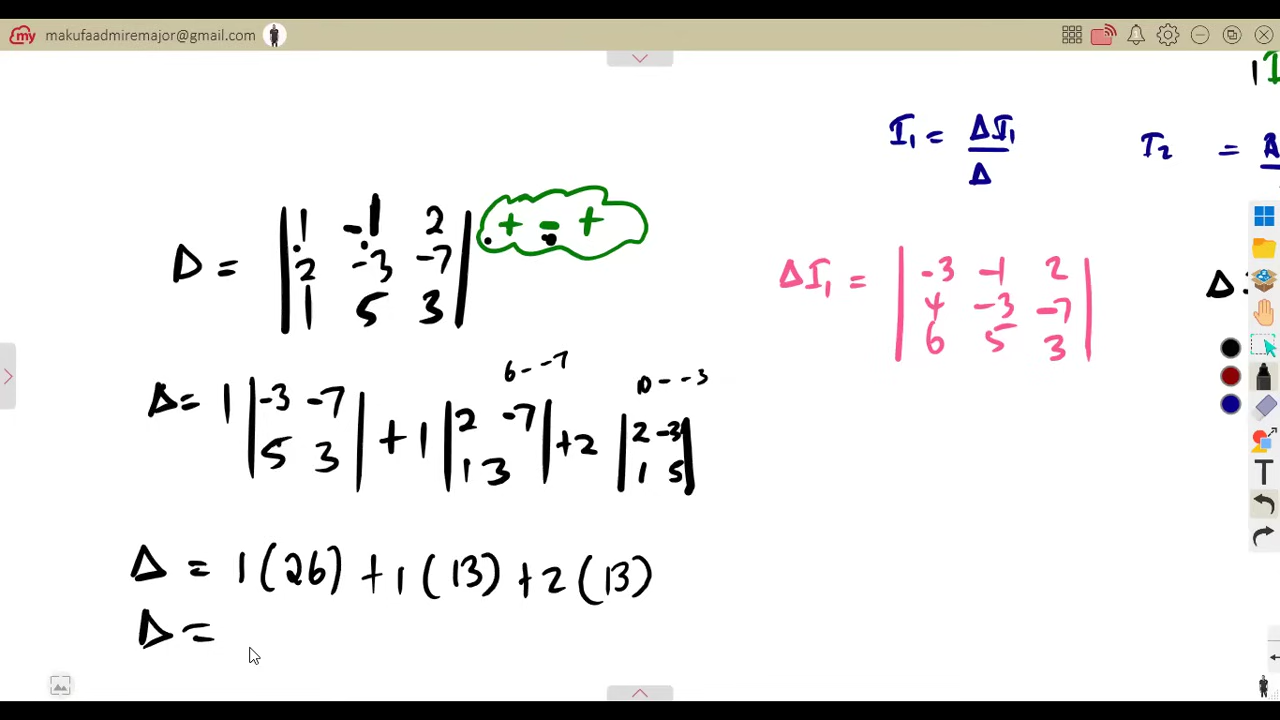 my makufaadmiremajor@gmail.com
I₁ = ΔI₁ / Δ
I₂ =
Δ = | 1 -1 2 | + - +
| 2 -3 -7 |
| 1 5 3 |
ΔI₁ = | -3 -1 2 |
| 4 -3 -7 |
| 6 5 3 |
Δ
6 - -7
10 - -3
Δ = 1 | -3 -7 | + 1 | 2 -7 | + 2 | 2 -3 |
| 5 3 | | 1 3 | | 1 5 |
Δ = 1 (26) + 1 (13) + 2 (13)
Δ =
T